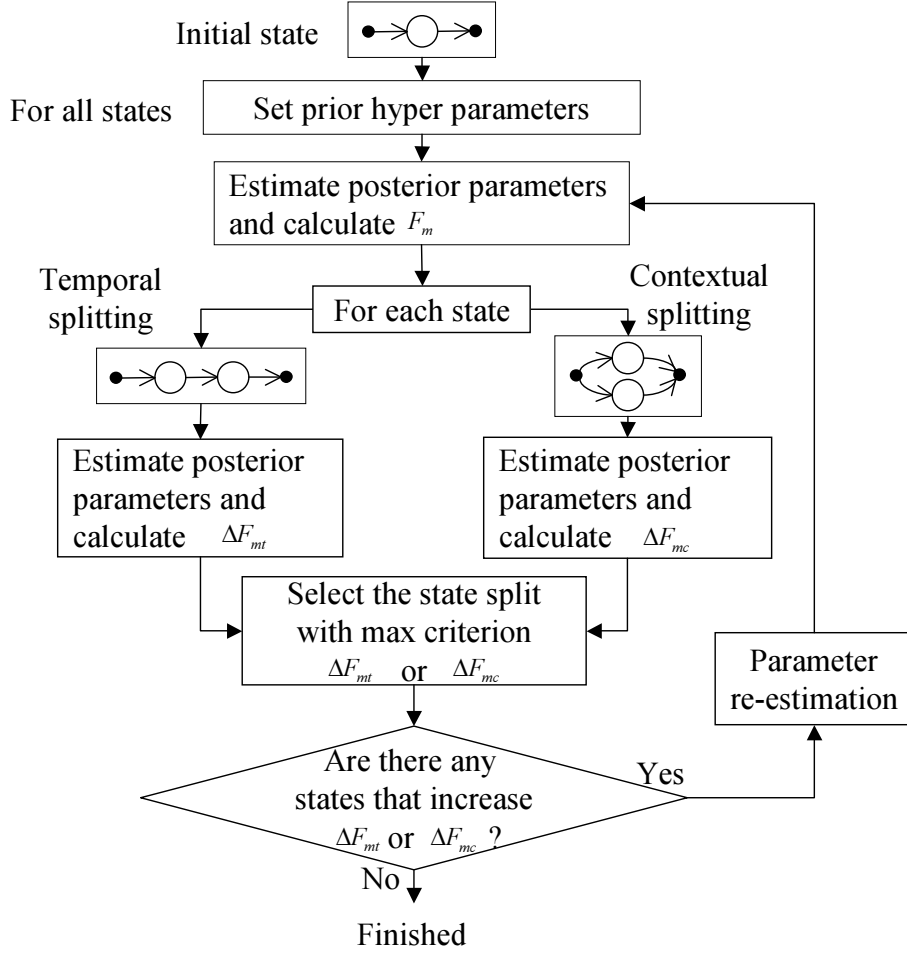 Initial state
For all states
Set prior hyper parameters
Estimate posterior parameters
and calculate F_m
Temporal
splitting
For each state
Contextual
splitting
Estimate posterior
parameters and
calculate ΔF_mt
Estimate posterior
parameters and
calculate ΔF_mc
Select the state split
with max criterion
ΔF_mt or ΔF_mc
Parameter
re-estimation
Are there any
states that increase
ΔF_mt or ΔF_mc ?
Yes
No
Finished